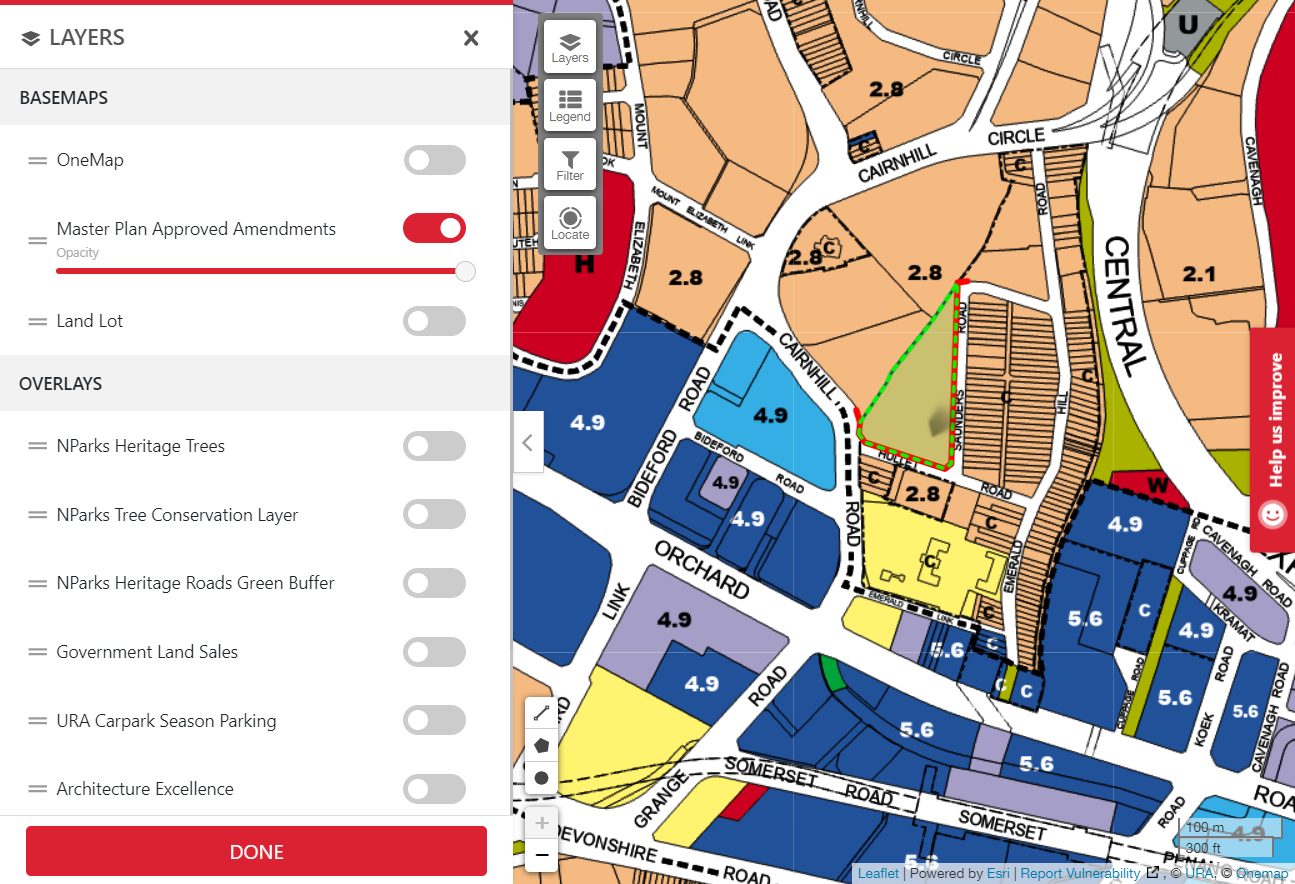 LAYERS
BASEMAPS
OneMap
Master Plan Approved Amendments
Opacity
Land Lot
OVERLAYS
NParks Heritage Trees
NParks Tree Conservation Layer
NParks Heritage Roads Green Buffer
Government Land Sales
URA Carpark Season Parking
Architecture Excellence
DONE
Layers
Legend
Filter
Locate
Help us improve
U
CIRCLE
2.8
C
CIRCLE
CAIRNHILL
C
MOUNT
ROAD
CAVENAGH
MOUNT ELIZABETH LINK
ELIZABETH
H
2.8
2.8
C
2.8
CENTRAL
2.1
ROAD
CAIRNHILL
ROAD
4.9
4.9
SAUNDERS
C
C
HILL
BIDEFORD
BIDEFORD
ROAD
HULLET
ROAD
C
2.8
C
4.9
4.9
ROAD
W
4.9
CUPPAGE RD
CAVENAGH
ROAD
ORCHARD
C
EMERALD
EMERALD
LINK
C
LINK
4.9
4.9
5.6
C
C
C
5.6
C
4.9
4.9
KRAMAT
ROAD
CUPPAGE
ROAD
5.6
KOEK
5.6
CAVENAGH ROAD
ROAD
5.6
5.6
GRANGE
SOMERSET
ROAD
SOMERSET
ROAD
DEVONSHIRE
ROAD
5.6
4.9
100 m
300 ft
Leaflet | Powered by Esri | Report Vulnerability , © URA, © Onemap